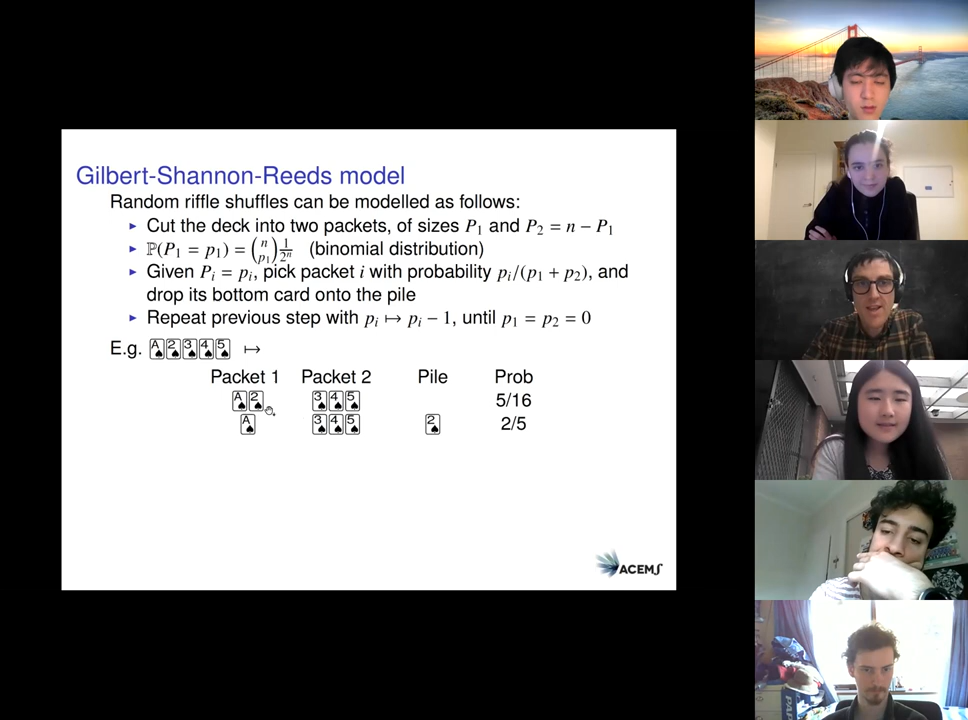 Gilbert-Shannon-Reeds model
Random riffle shuffles can be modelled as follows:
▸ Cut the deck into two packets, of sizes P₁ and P₂ = n − P₁
▸ ℙ(P₁ = p₁) = (n p₁) 1/2ⁿ (binomial distribution)
▸ Given Pᵢ = pᵢ, pick packet i with probability pᵢ/(p₁ + p₂), and
drop its bottom card onto the pile
▸ Repeat previous step with pᵢ ↦ pᵢ − 1, until p₁ = p₂ = 0
E.g. A♠ 2♠ 3♠ 4♠ 5♠ ↦
Packet 1 Packet 2 Pile Prob
A♠ 2♠ 3♠ 4♠ 5♠ 5/16
A♠ 3♠ 4♠ 5♠ 2♠ 2/5
ACEMS